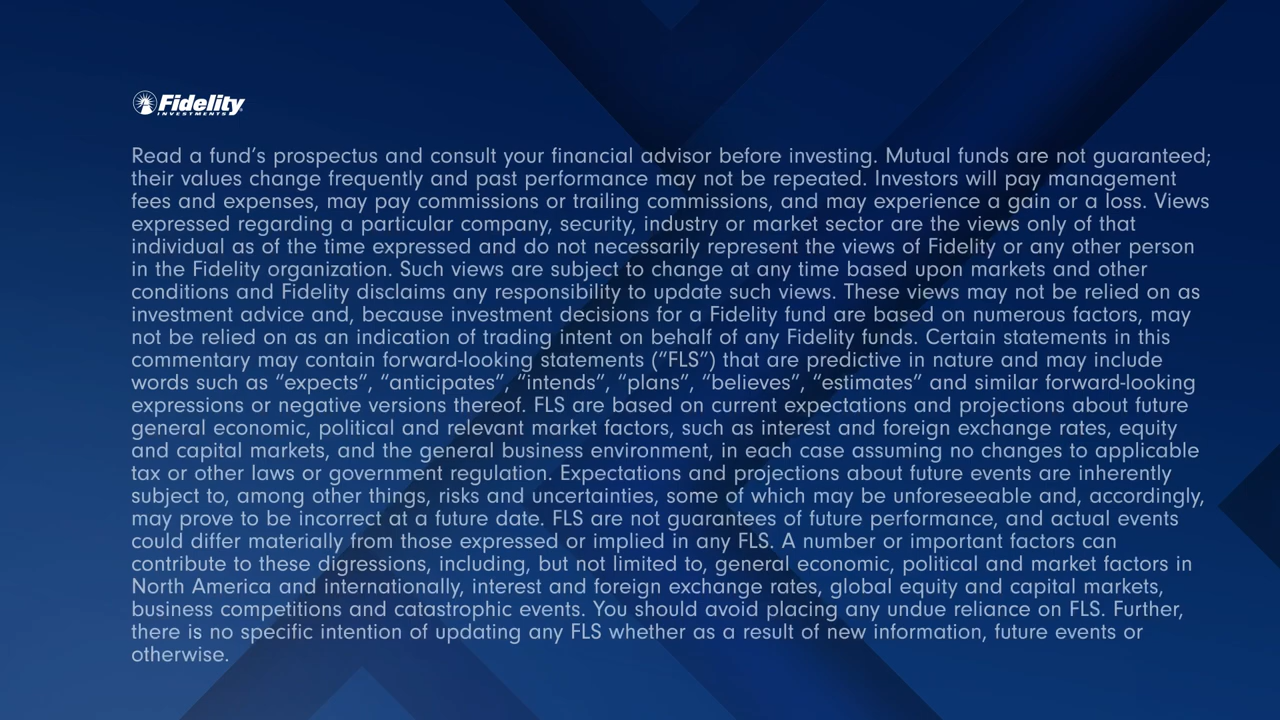 Fidelity
INVESTMENTS
Read a fund’s prospectus and consult your financial advisor before investing. Mutual funds are not guaranteed;
their values change frequently and past performance may not be repeated. Investors will pay management
fees and expenses, may pay commissions or trailing commissions, and may experience a gain or a loss. Views
expressed regarding a particular company, security, industry or market sector are the views only of that
individual as of the time expressed and do not necessarily represent the views of Fidelity or any other person
in the Fidelity organization. Such views are subject to change at any time based upon markets and other
conditions and Fidelity disclaims any responsibility to update such views. These views may not be relied on as
investment advice and, because investment decisions for a Fidelity fund are based on numerous factors, may
not be relied on as an indication of trading intent on behalf of any Fidelity funds. Certain statements in this
commentary may contain forward-looking statements (“FLS”) that are predictive in nature and may include
words such as “expects”, “anticipates”, “intends”, “plans”, “believes”, “estimates” and similar forward-looking
expressions or negative versions thereof. FLS are based on current expectations and projections about future
general economic, political and relevant market factors, such as interest and foreign exchange rates, equity
and capital markets, and the general business environment, in each case assuming no changes to applicable
tax or other laws or government regulation. Expectations and projections about future events are inherently
subject to, among other things, risks and uncertainties, some of which may be unforeseeable and, accordingly,
may prove to be incorrect at a future date. FLS are not guarantees of future performance, and actual events
could differ materially from those expressed or implied in any FLS. A number or important factors can
contribute to these digressions, including, but not limited to, general economic, political and market factors in
North America and internationally, interest and foreign exchange rates, global equity and capital markets,
business competitions and catastrophic events. You should avoid placing any undue reliance on FLS. Further,
there is no specific intention of updating any FLS whether as a result of new information, future events or
otherwise.